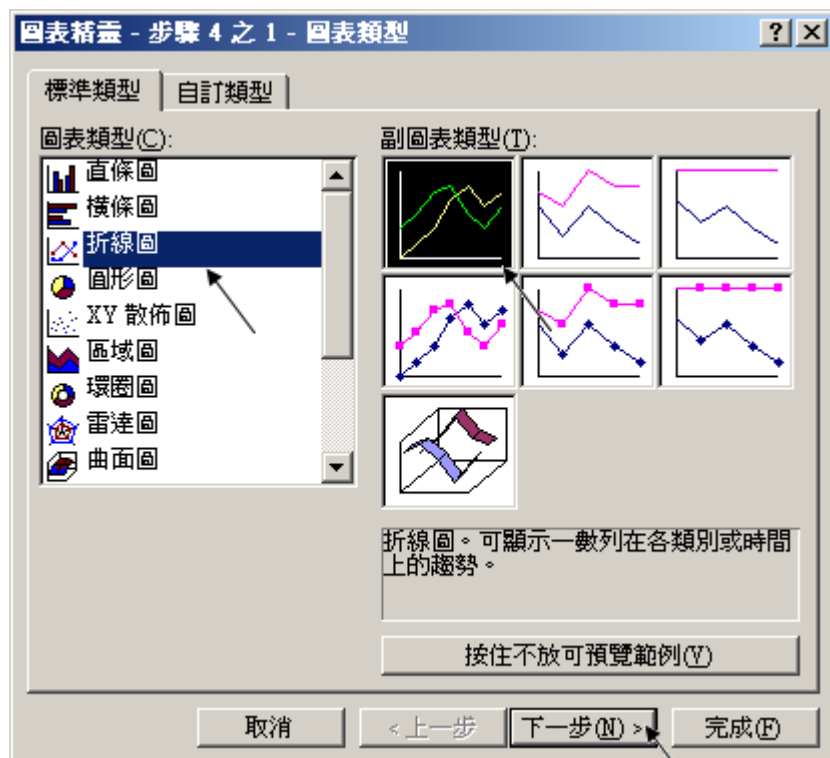 圖表精靈 - 步驟 4 之 1 - 圖表類型
標準類型
自訂類型
圖表類型(C):
直條圖
橫條圖
折線圖
圓形圖
XY 散佈圖
區域圖
環圈圖
雷達圖
曲面圖
副圖表類型(T):
折線圖。可顯示一數列在各類別或時間
上的趨勢。
按住不放可預覽範例(V)
取消
<上一步
下一步(N) >
完成(F)